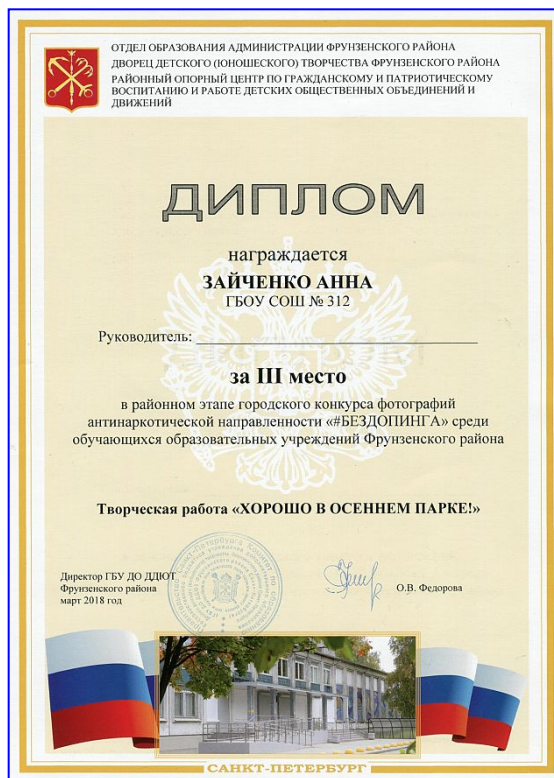 ОТДЕЛ ОБРАЗОВАНИЯ АДМИНИСТРАЦИИ ФРУНЗЕНСКОГО РАЙОНА
ДВОРЕЦ ДЕТСКОГО (ЮНОШЕСКОГО) ТВОРЧЕСТВА ФРУНЗЕНСКОГО РАЙОНА
РАЙОННЫЙ ОПОРНЫЙ ЦЕНТР ПО ГРАЖДАНСКОМУ И ПАТРИОТИЧЕСКОМУ
ВОСПИТАНИЮ И РАБОТЕ ДЕТСКИХ ОБЩЕСТВЕННЫХ ОБЪЕДИНЕНИЙ И
ДВИЖЕНИЙ
ДИПЛОМ
награждается
ЗАЙЧЕНКО АННА
ГБОУ СОШ № 312
Руководитель:
за III место
в районном этапе городского конкурса фотографий
антинаркотической направленности «#БЕЗДОПИНГА» среди
обучающихся образовательных учреждений Фрунзенского района
Творческая работа «ХОРОШО В ОСЕННЕМ ПАРКЕ!»
Директор ГБУ ДО ДДЮТ
Фрунзенского района
март 2018 год
О.В. Федорова
САНКТ-ПЕТЕРБУРГ